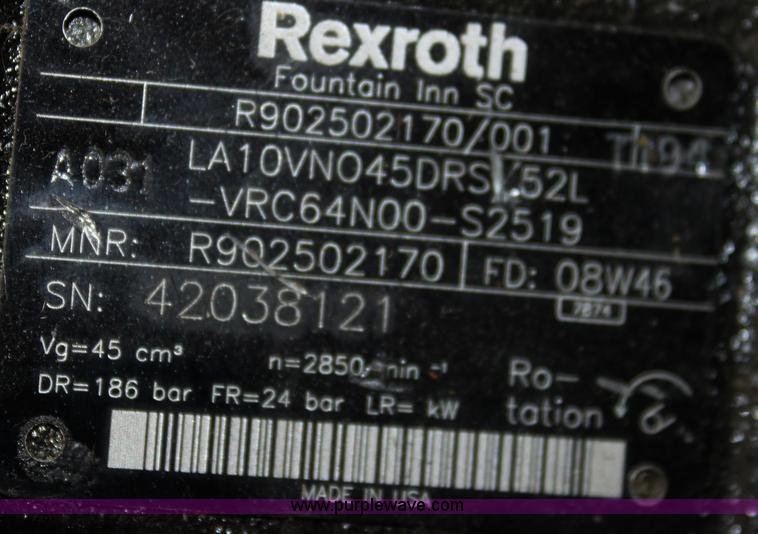 Rexroth
Fountain Inn SC
R902502170/001
A031 LA10VNO45DRS/52L
-VRC64N00-S2519
MNR: R902502170 FD: 08W46
7874
SN: 42038121
Vg=45 cm³ n=2850 min -1
DR=186 bar FR=24 bar LR= kW
Ro-
tation
MADE IN USA
www.purplewave.com